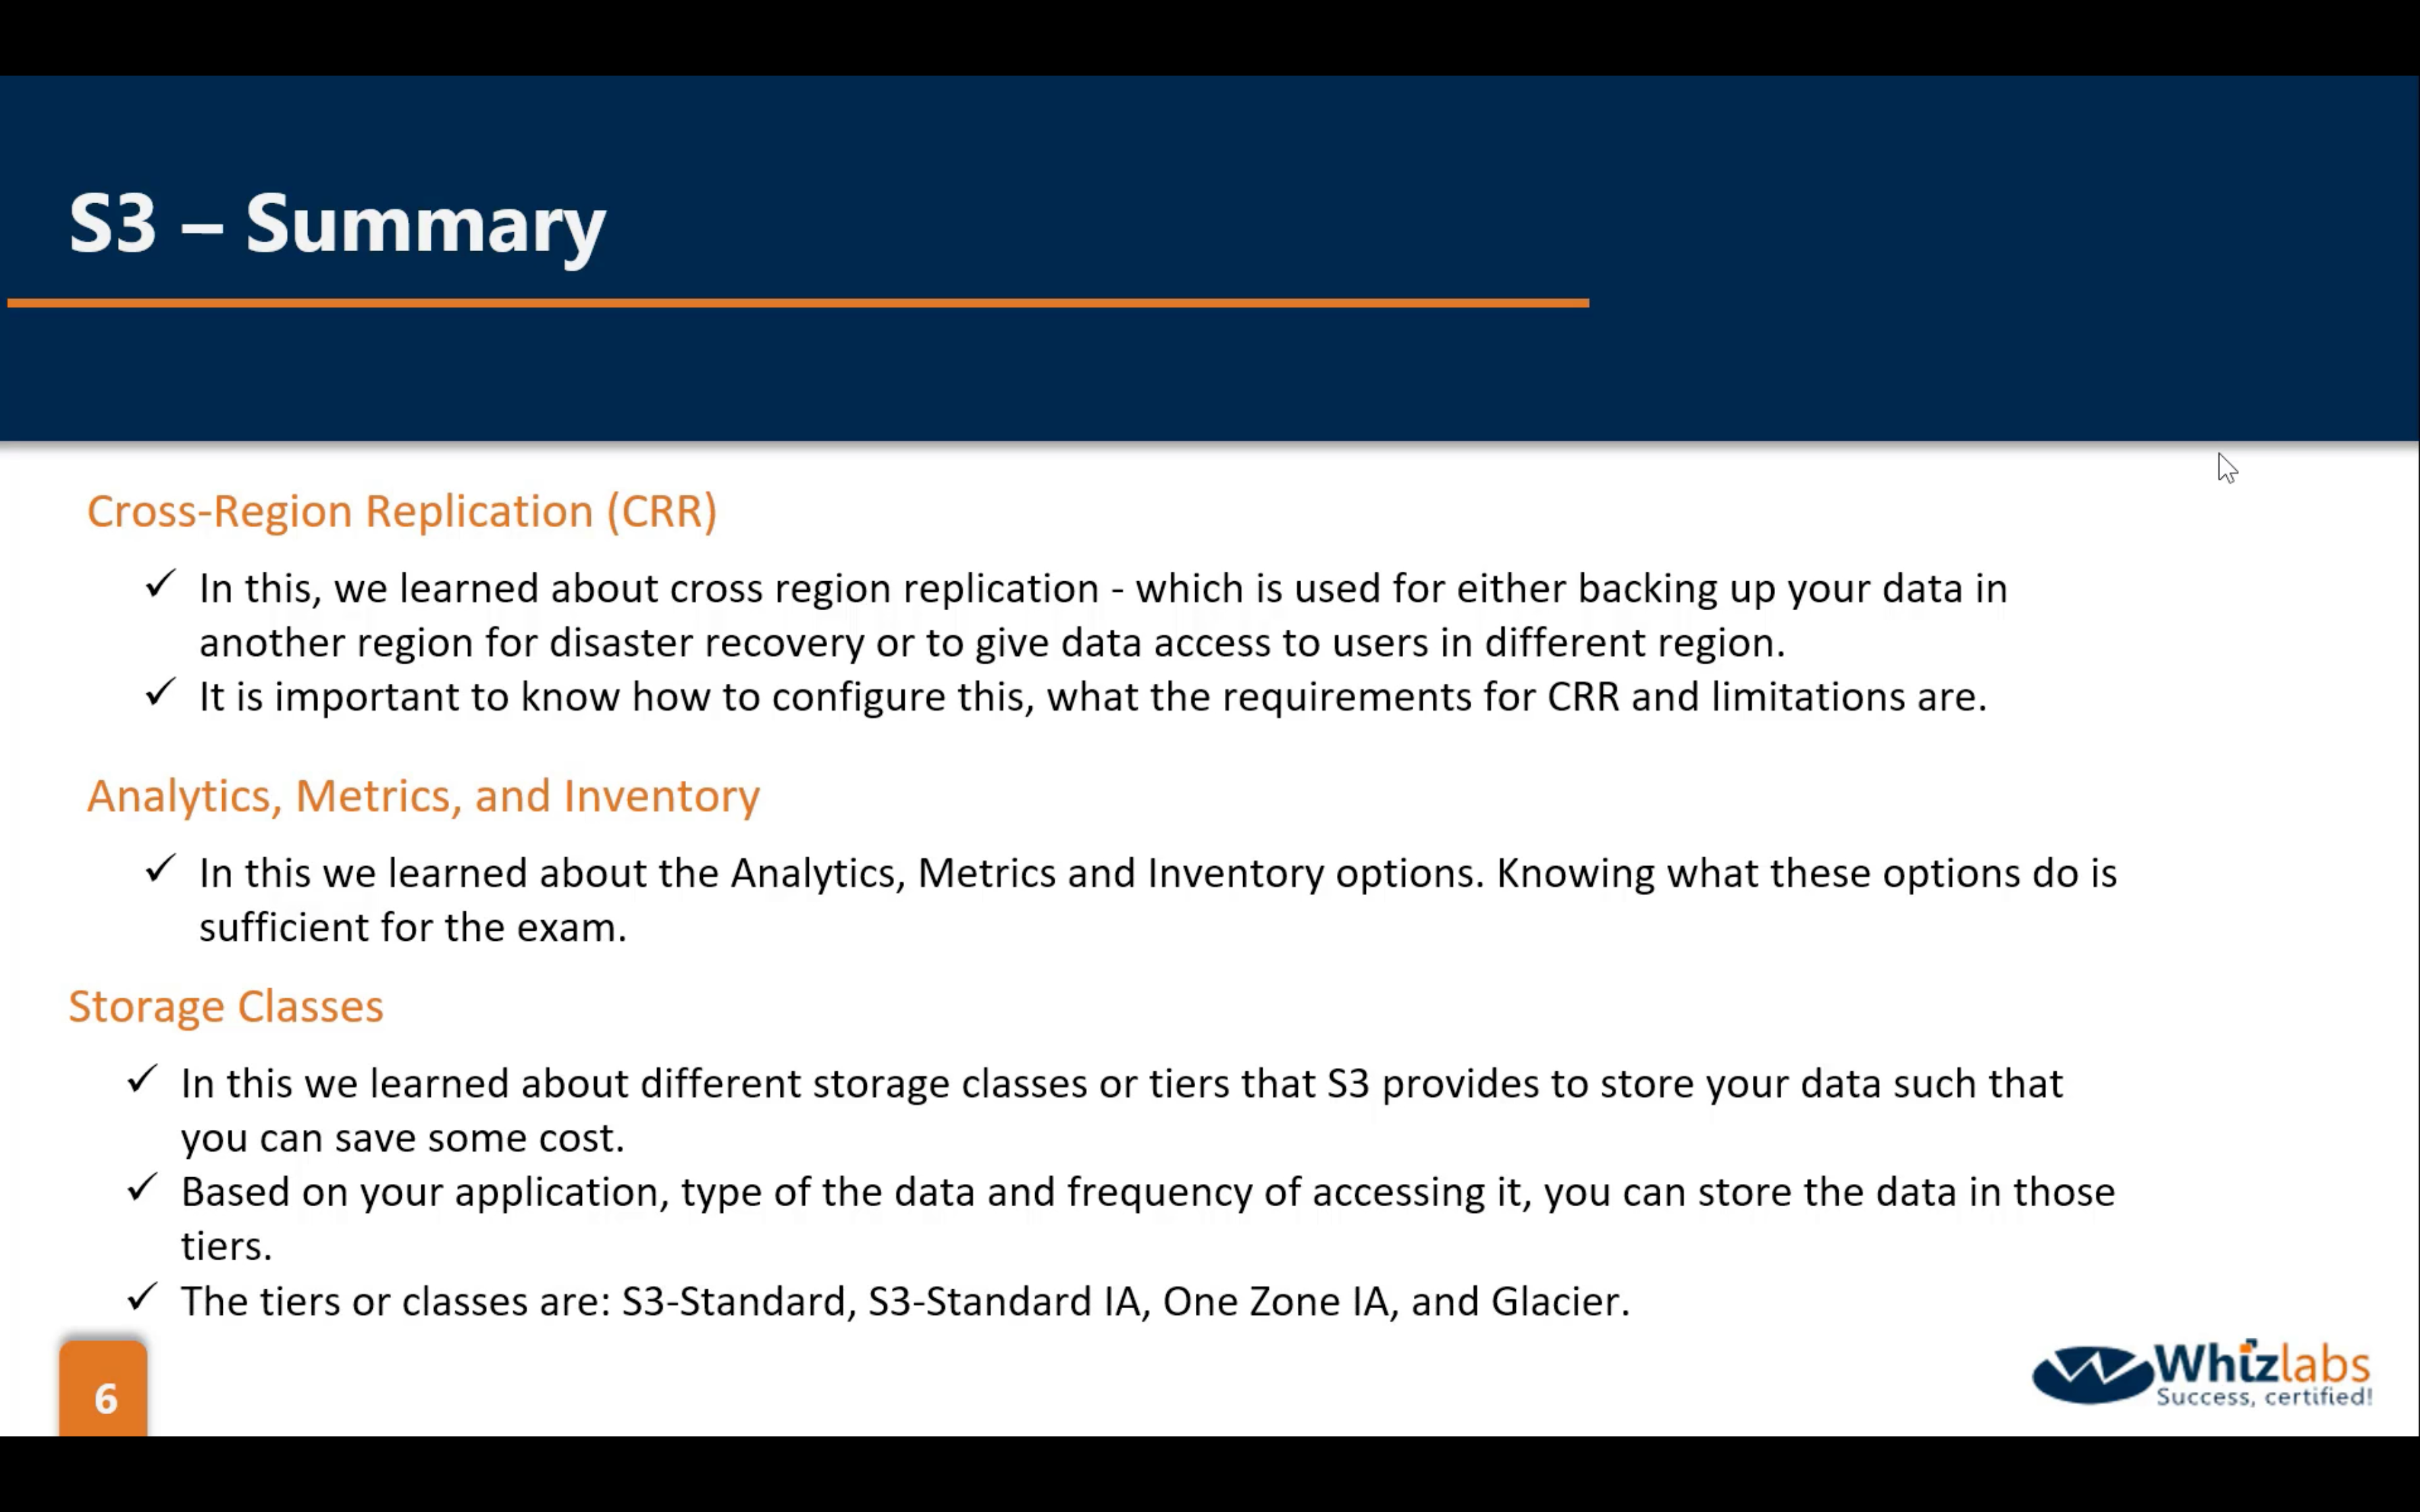 S3 – Summary
Cross-Region Replication (CRR)
✓ In this, we learned about cross region replication - which is used for either backing up your data in
another region for disaster recovery or to give data access to users in different region.
✓ It is important to know how to configure this, what the requirements for CRR and limitations are.
Analytics, Metrics, and Inventory
✓ In this we learned about the Analytics, Metrics and Inventory options. Knowing what these options do is
sufficient for the exam.
Storage Classes
✓ In this we learned about different storage classes or tiers that S3 provides to store your data such that
you can save some cost.
✓ Based on your application, type of the data and frequency of accessing it, you can store the data in those
tiers.
✓ The tiers or classes are: S3-Standard, S3-Standard IA, One Zone IA, and Glacier.
6
Whizlabs
Success, certified!